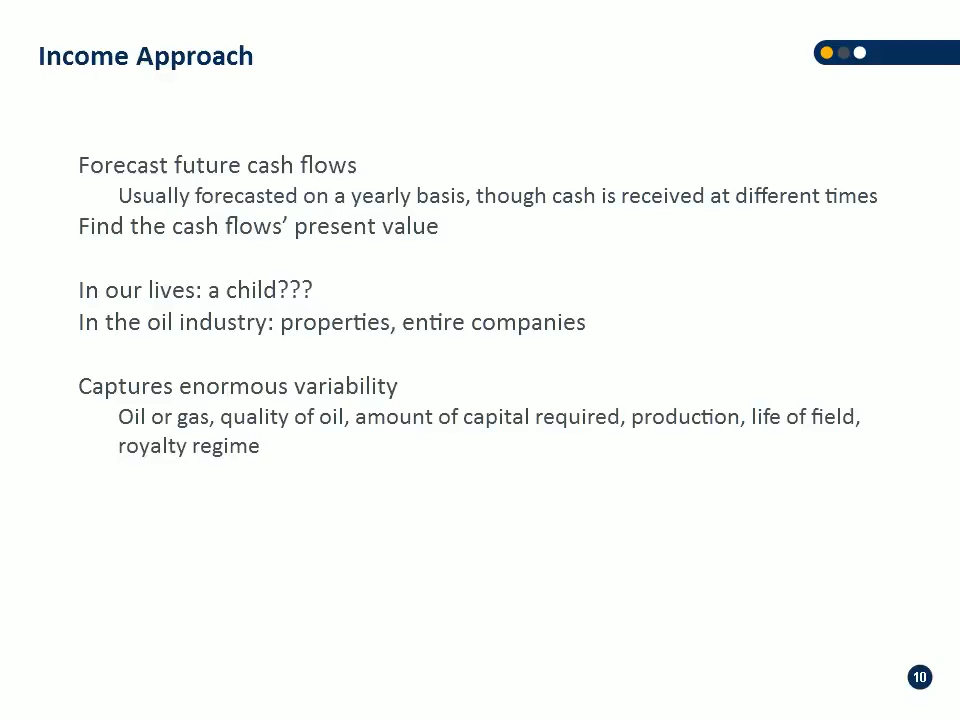 Income Approach
Forecast future cash flows
Usually forecasted on a yearly basis, though cash is received at different times
Find the cash flows’ present value
In our lives: a child???
In the oil industry: properties, entire companies
Captures enormous variability
Oil or gas, quality of oil, amount of capital required, production, life of field,
royalty regime
10